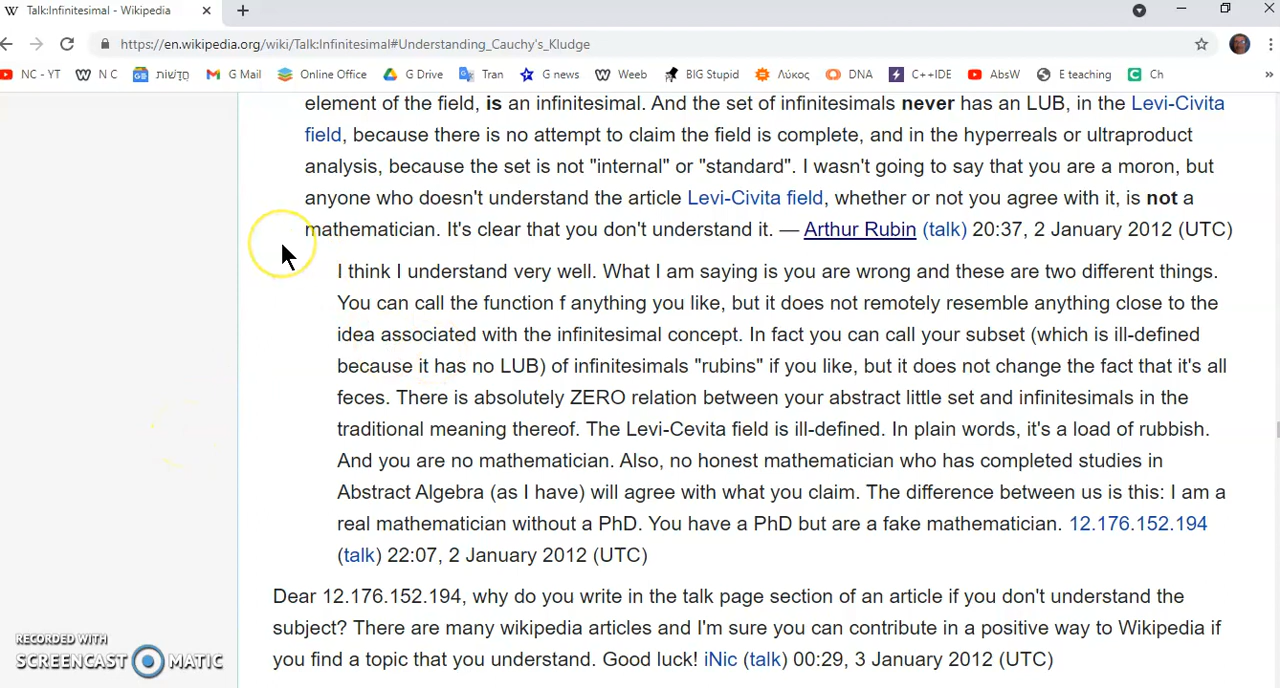 Talk:Infinitesimal - Wikipedia
https://en.wikipedia.org/wiki/Talk:Infinitesimal#Understanding_Cauchy's_Kludge
NC - YT N C חֲדָשׁוֹת G Mail Online Office G Drive Tran G news Weeb BIG Stupid Λύκος DNA C++IDE AbsW E teaching Ch »
element of the field, is an infinitesimal. And the set of infinitesimals never has an LUB, in the Levi-Civita
field, because there is no attempt to claim the field is complete, and in the hyperreals or ultraproduct
analysis, because the set is not "internal" or "standard". I wasn't going to say that you are a moron, but
anyone who doesn't understand the article Levi-Civita field, whether or not you agree with it, is not a
mathematician. It's clear that you don't understand it. — Arthur Rubin (talk) 20:37, 2 January 2012 (UTC)
I think I understand very well. What I am saying is you are wrong and these are two different things.
You can call the function f anything you like, but it does not remotely resemble anything close to the
idea associated with the infinitesimal concept. In fact you can call your subset (which is ill-defined
because it has no LUB) of infinitesimals "rubins" if you like, but it does not change the fact that it's all
feces. There is absolutely ZERO relation between your abstract little set and infinitesimals in the
traditional meaning thereof. The Levi-Cevita field is ill-defined. In plain words, it's a load of rubbish.
And you are no mathematician. Also, no honest mathematician who has completed studies in
Abstract Algebra (as I have) will agree with what you claim. The difference between us is this: I am a
real mathematician without a PhD. You have a PhD but are a fake mathematician. 12.176.152.194
(talk) 22:07, 2 January 2012 (UTC)
Dear 12.176.152.194, why do you write in the talk page section of an article if you don't understand the
subject? There are many wikipedia articles and I'm sure you can contribute in a positive way to Wikipedia if
you find a topic that you understand. Good luck! iNic (talk) 00:29, 3 January 2012 (UTC)
RECORDED WITH
SCREENCAST MATIC